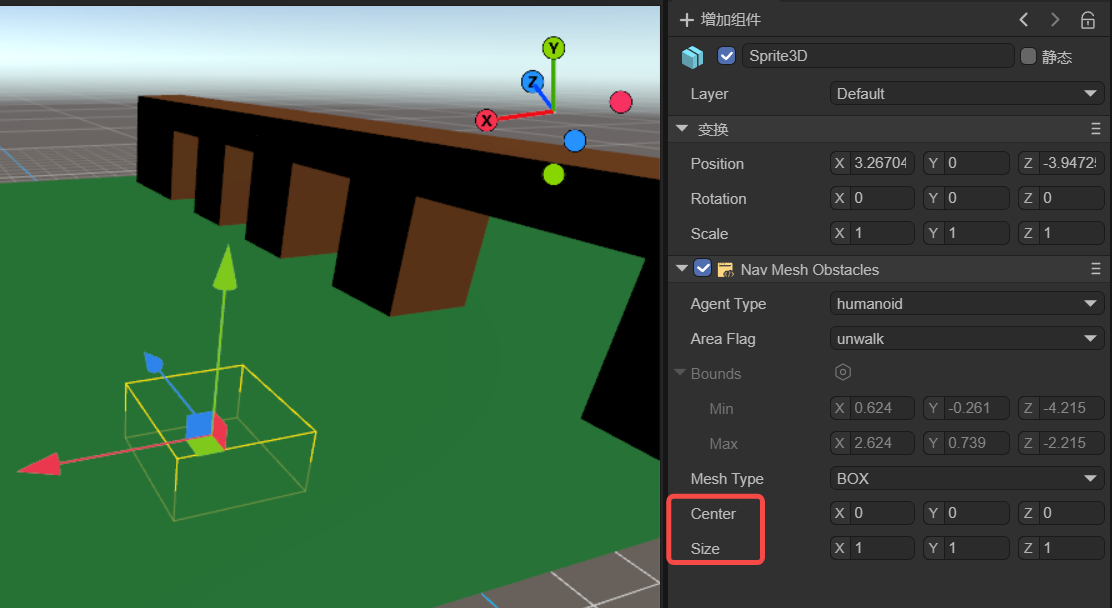 Y
Z
X
增加组件
Sprite3D
静态
Layer
Default
变换
Position
X 3.26704
Y 0
Z -3.9472
Rotation
X 0
Y 0
Z 0
Scale
X 1
Y 1
Z 1
Nav Mesh Obstacles
Agent Type
humanoid
Area Flag
unwalk
Bounds
Min
X 0.624
Y -0.261
Z -4.215
Max
X 2.624
Y 0.739
Z -2.215
Mesh Type
BOX
Center
X 0
Y 0
Z 0
Size
X 1
Y 1
Z 1